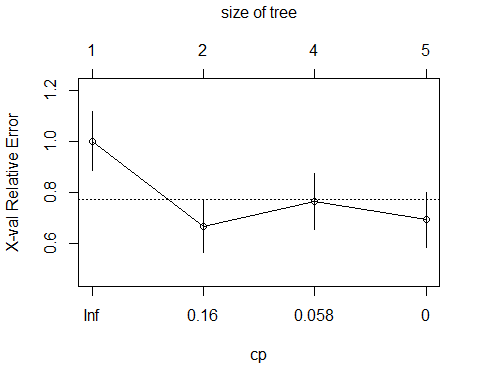 size of tree
1 2 4 5
X-val Relative Error
1.2
1.0
0.8
0.6
Inf 0.16 0.058 0
cp